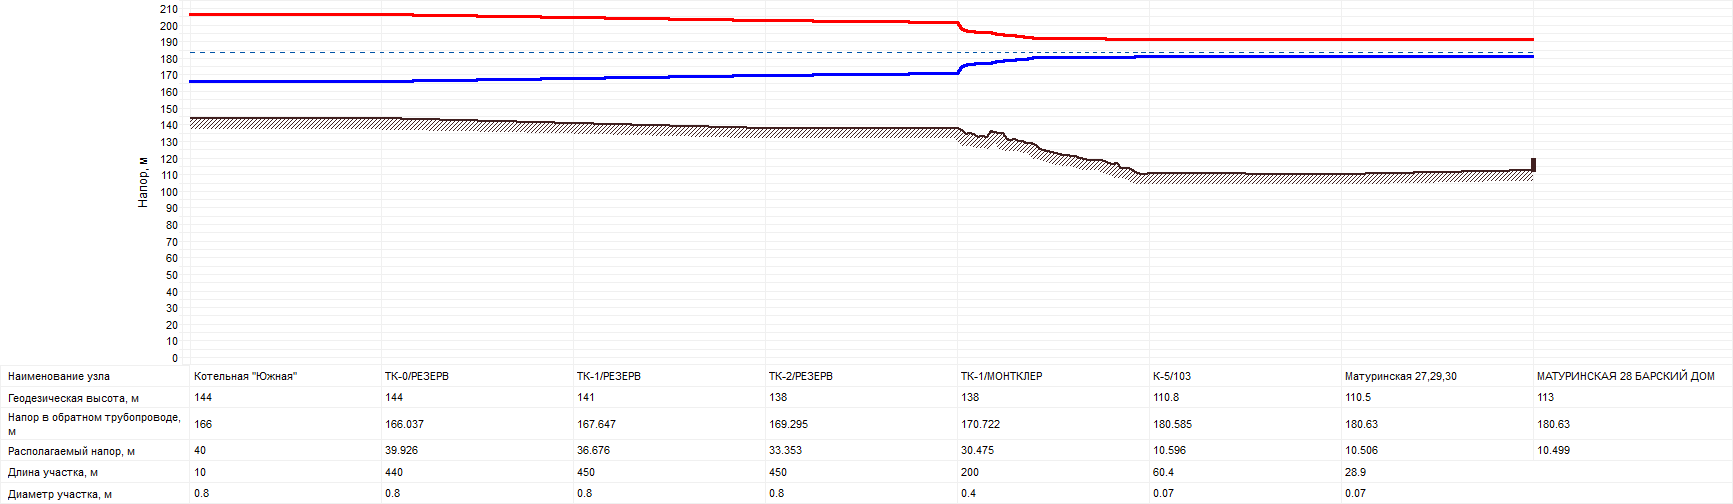 210
200
190
180
170
160
150
140
130
120
110
100
90
80
70
60
50
40
30
20
10
0
Напор, м
Наименование узла Котельная "Южная" ТК-0/РЕЗЕРВ ТК-1/РЕЗЕРВ ТК-2/РЕЗЕРВ ТК-1/МОНТКЛЕР К-5/103 Матуринская 27,29,30 МАТУРИНСКАЯ 28 БАРСКИЙ ДОМ
Геодезическая высота, м 144 144 141 138 138 110.8 110.5 113
Напор в обратном трубопроводе,
м 166 166.037 167.647 169.295 170.722 180.585 180.63 180.63
Располагаемый напор, м 40 39.926 36.676 33.353 30.475 10.596 10.506 10.499
Длина участка, м 10 440 450 450 200 60.4 28.9
Диаметр участка, м 0.8 0.8 0.8 0.8 0.4 0.07 0.07